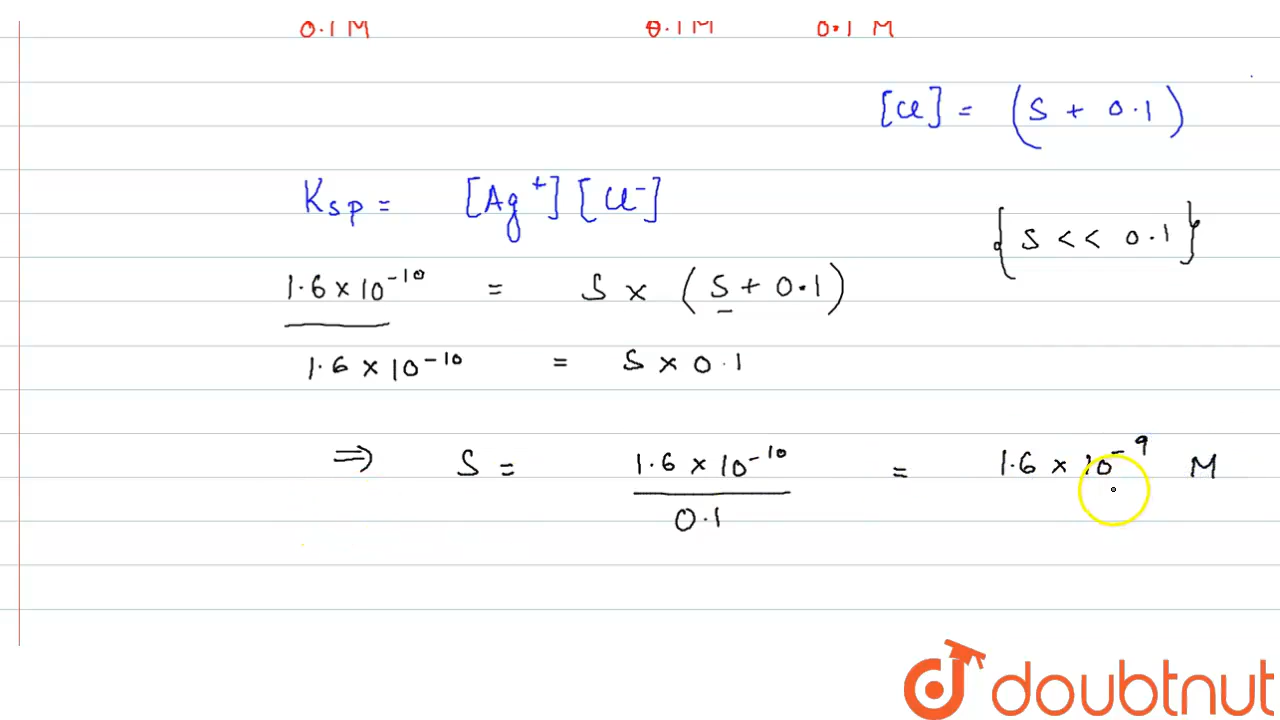 0.1 M 0.1 M 0.1 M
[Cl] = (S + 0.1)
Ksp = [Ag⁺][Cl⁻]
{S << 0.1}
1.6 × 10⁻¹⁰ = S × (S + 0.1)
1.6 × 10⁻¹⁰ = S × 0.1
⇒ S = 1.6 × 10⁻¹⁰ / 0.1 = 1.6 × 10⁻⁹ M
doubtnut